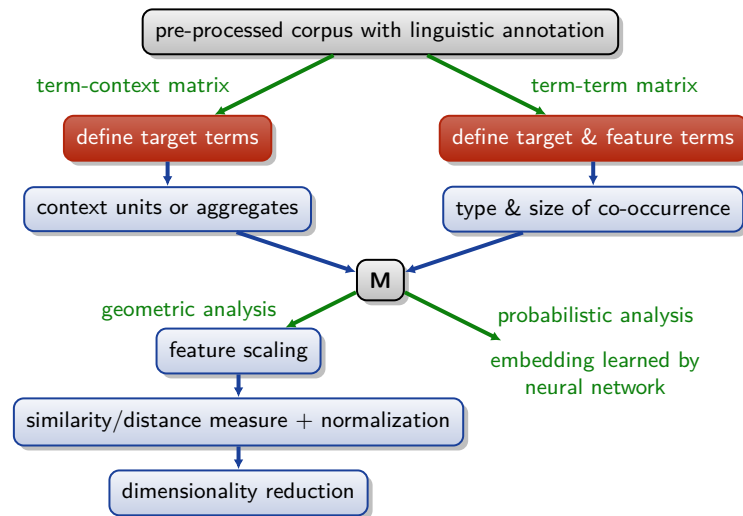 pre-processed corpus with linguistic annotation
term-context matrix
term-term matrix
define target terms
define target & feature terms
context units or aggregates
type & size of co-occurrence
M
geometric analysis
probabilistic analysis
feature scaling
embedding learned by
neural network
similarity/distance measure + normalization
dimensionality reduction